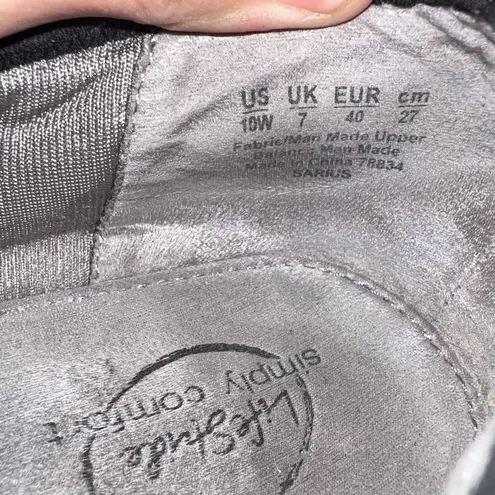 US UK EUR cm
10W 7 40 27
Fabric/Man Made Upper
Balance Man Made
Made in China 78834
SARIUS
LifeStride
simply comfort